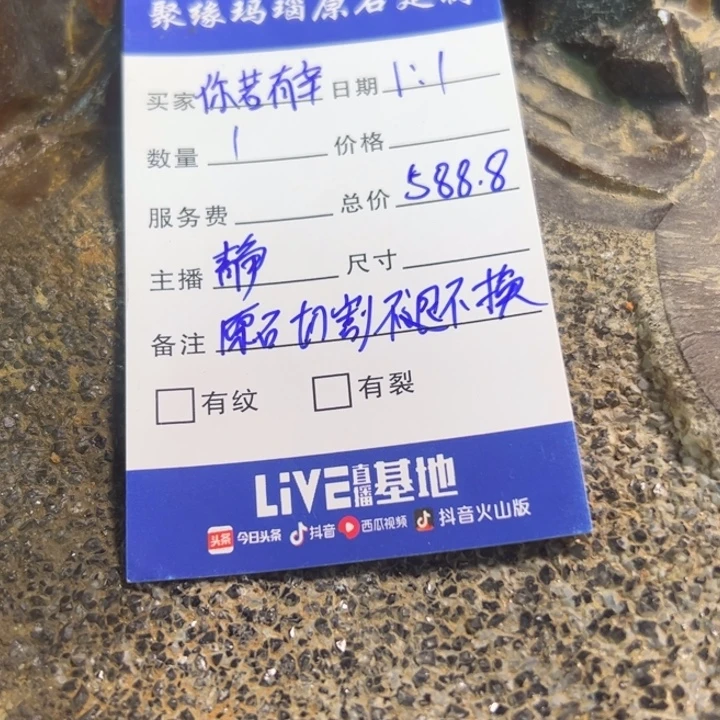 聚缘玛瑙原石定制
买家 你若有幸 日期 1:1
数量 1 价格
服务费 总价 588.8
主播 静 尺寸
备注 原石切割不退不换
有纹 有裂
LiVE直播基地
头条 今日头条 抖音 西瓜视频 抖音火山版